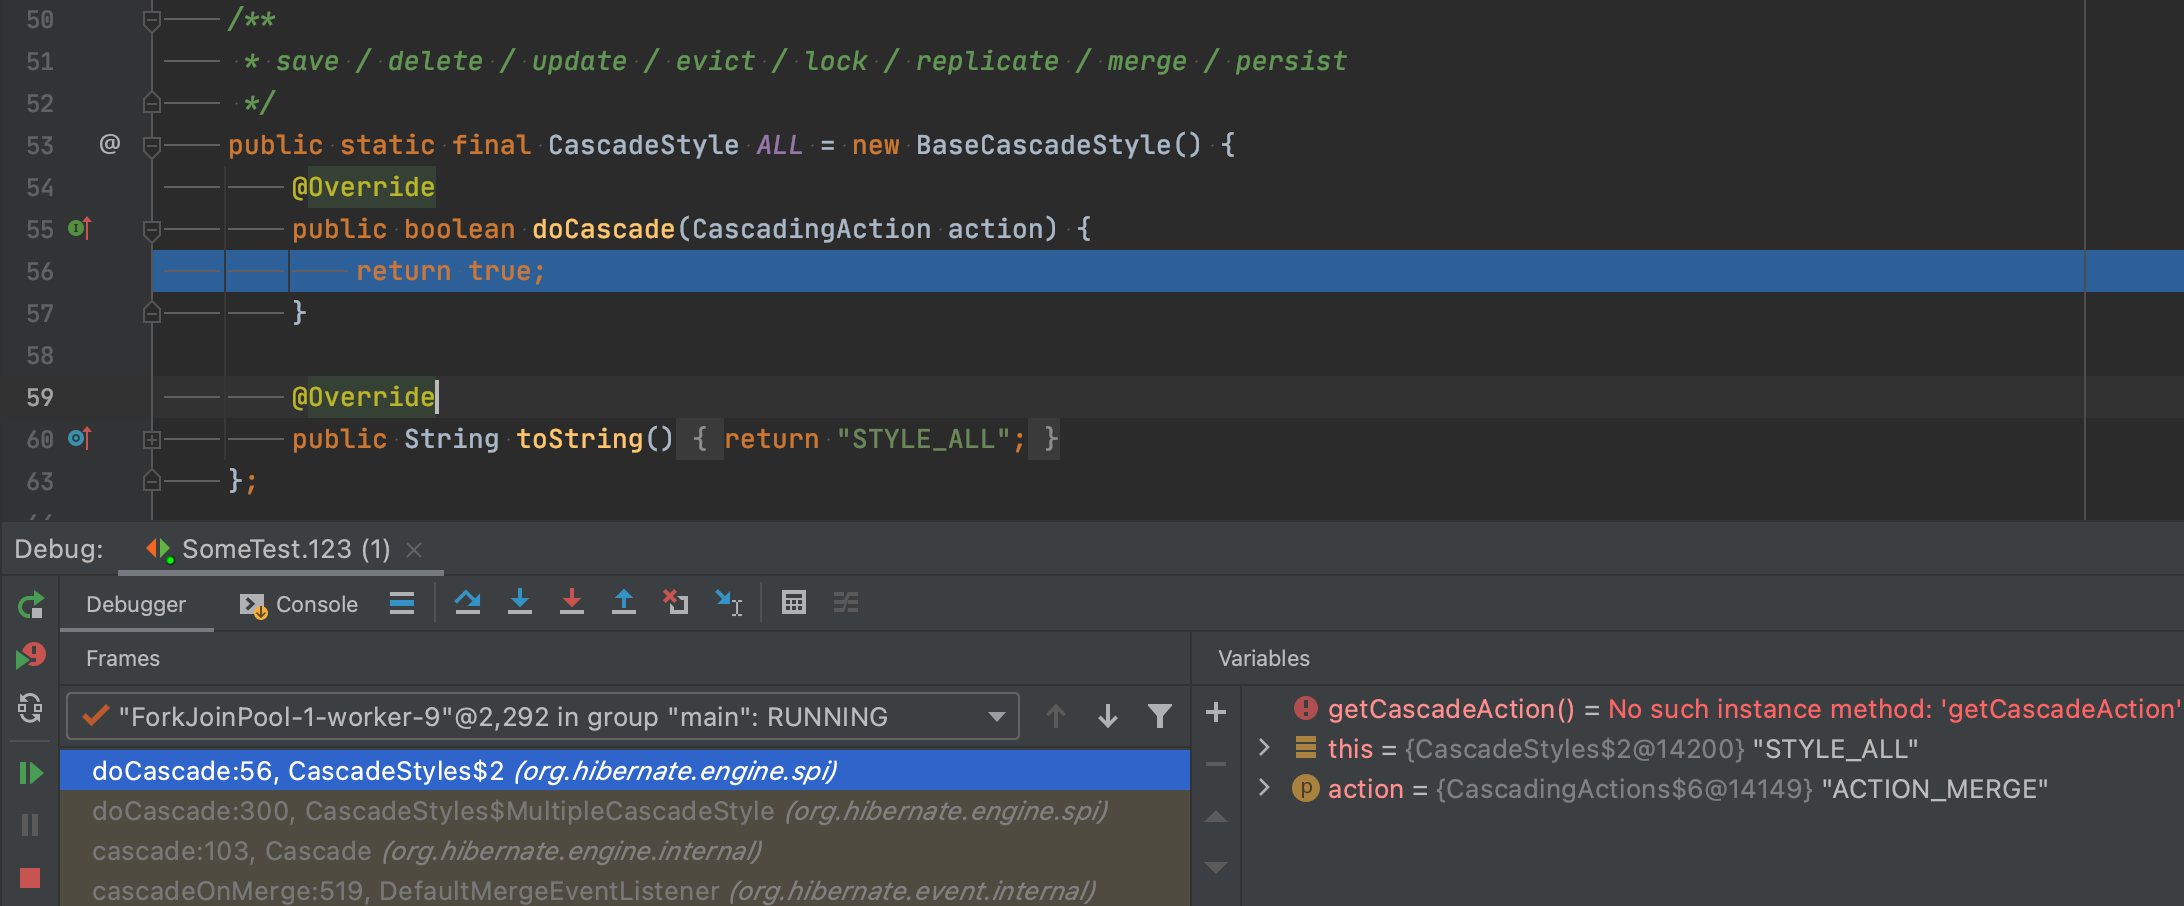 50 /**
51 * save / delete / update / evict / lock / replicate / merge / persist
52 */
53 @ public static final CascadeStyle ALL = new BaseCascadeStyle() {
54 @Override
55 public boolean doCascade(CascadingAction action) {
56 return true;
57 }
58
59 @Override
60 public String toString() { return "STYLE_ALL"; }
63 };
Debug: SomeTest.123 (1)
Debugger Console
Frames Variables
"ForkJoinPool-1-worker-9"@2,292 in group "main": RUNNING
doCascade:56, CascadeStyles$2 (org.hibernate.engine.spi)
doCascade:300, CascadeStyles$MultipleCascadeStyle (org.hibernate.engine.spi)
cascade:103, Cascade (org.hibernate.engine.internal)
cascadeOnMerge:519, DefaultMergeEventListener (org.hibernate.event.internal)
getCascadeAction() = No such instance method: 'getCascadeAction'
this = {CascadeStyles$2@14200} "STYLE_ALL"
action = {CascadingActions$6@14149} "ACTION_MERGE"